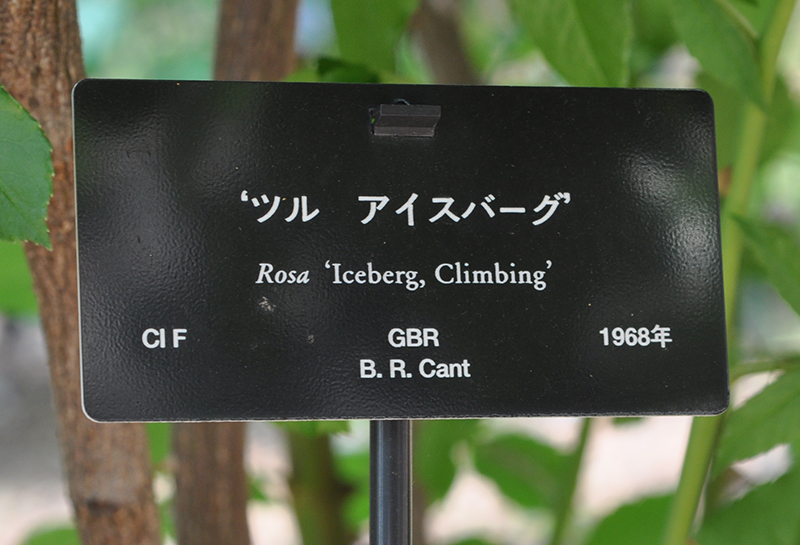 ‘ツル　アイスバーグ’
Rosa ‘Iceberg, Climbing’
Cl F GBR 1968年
B. R. Cant